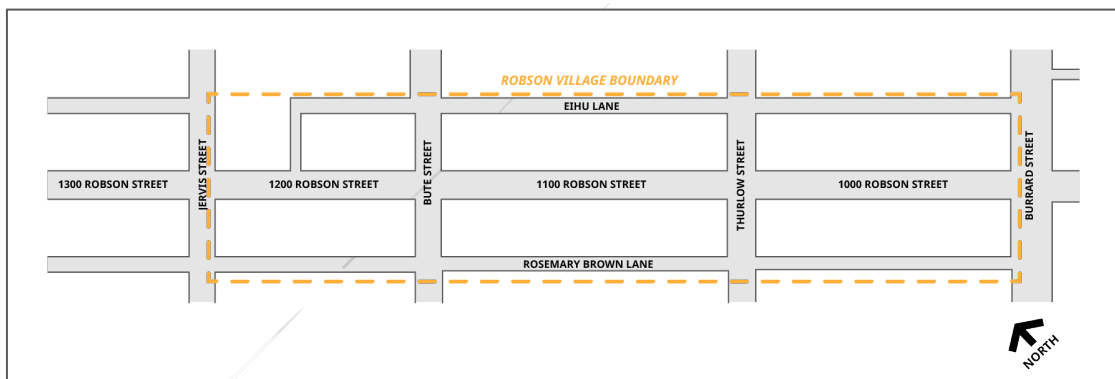 ROBSON VILLAGE BOUNDARY
EIHU LANE
1300 ROBSON STREET
JERVIS STREET
1200 ROBSON STREET
BUTE STREET
1100 ROBSON STREET
THURLOW STREET
1000 ROBSON STREET
BURRARD STREET
ROSEMARY BROWN LANE
NORTH